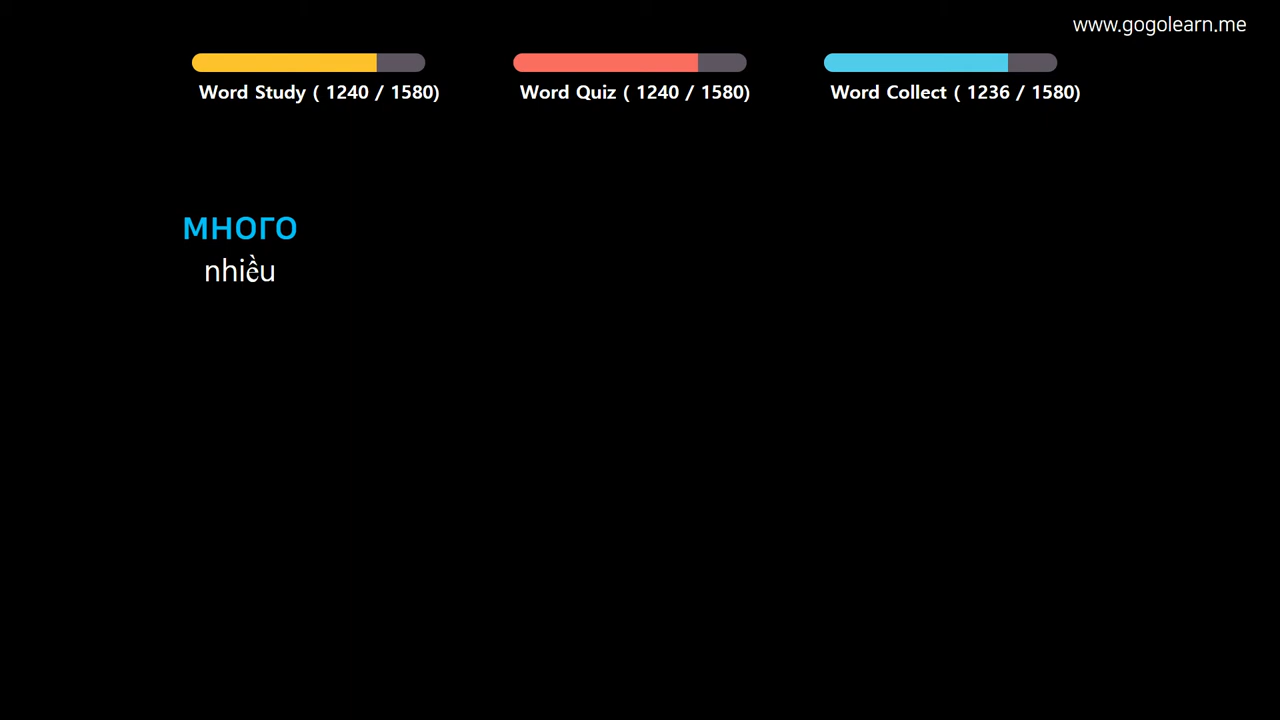 www.gogolearn.me
Word Study ( 1240 / 1580)
Word Quiz ( 1240 / 1580)
Word Collect ( 1236 / 1580)
много
nhiều